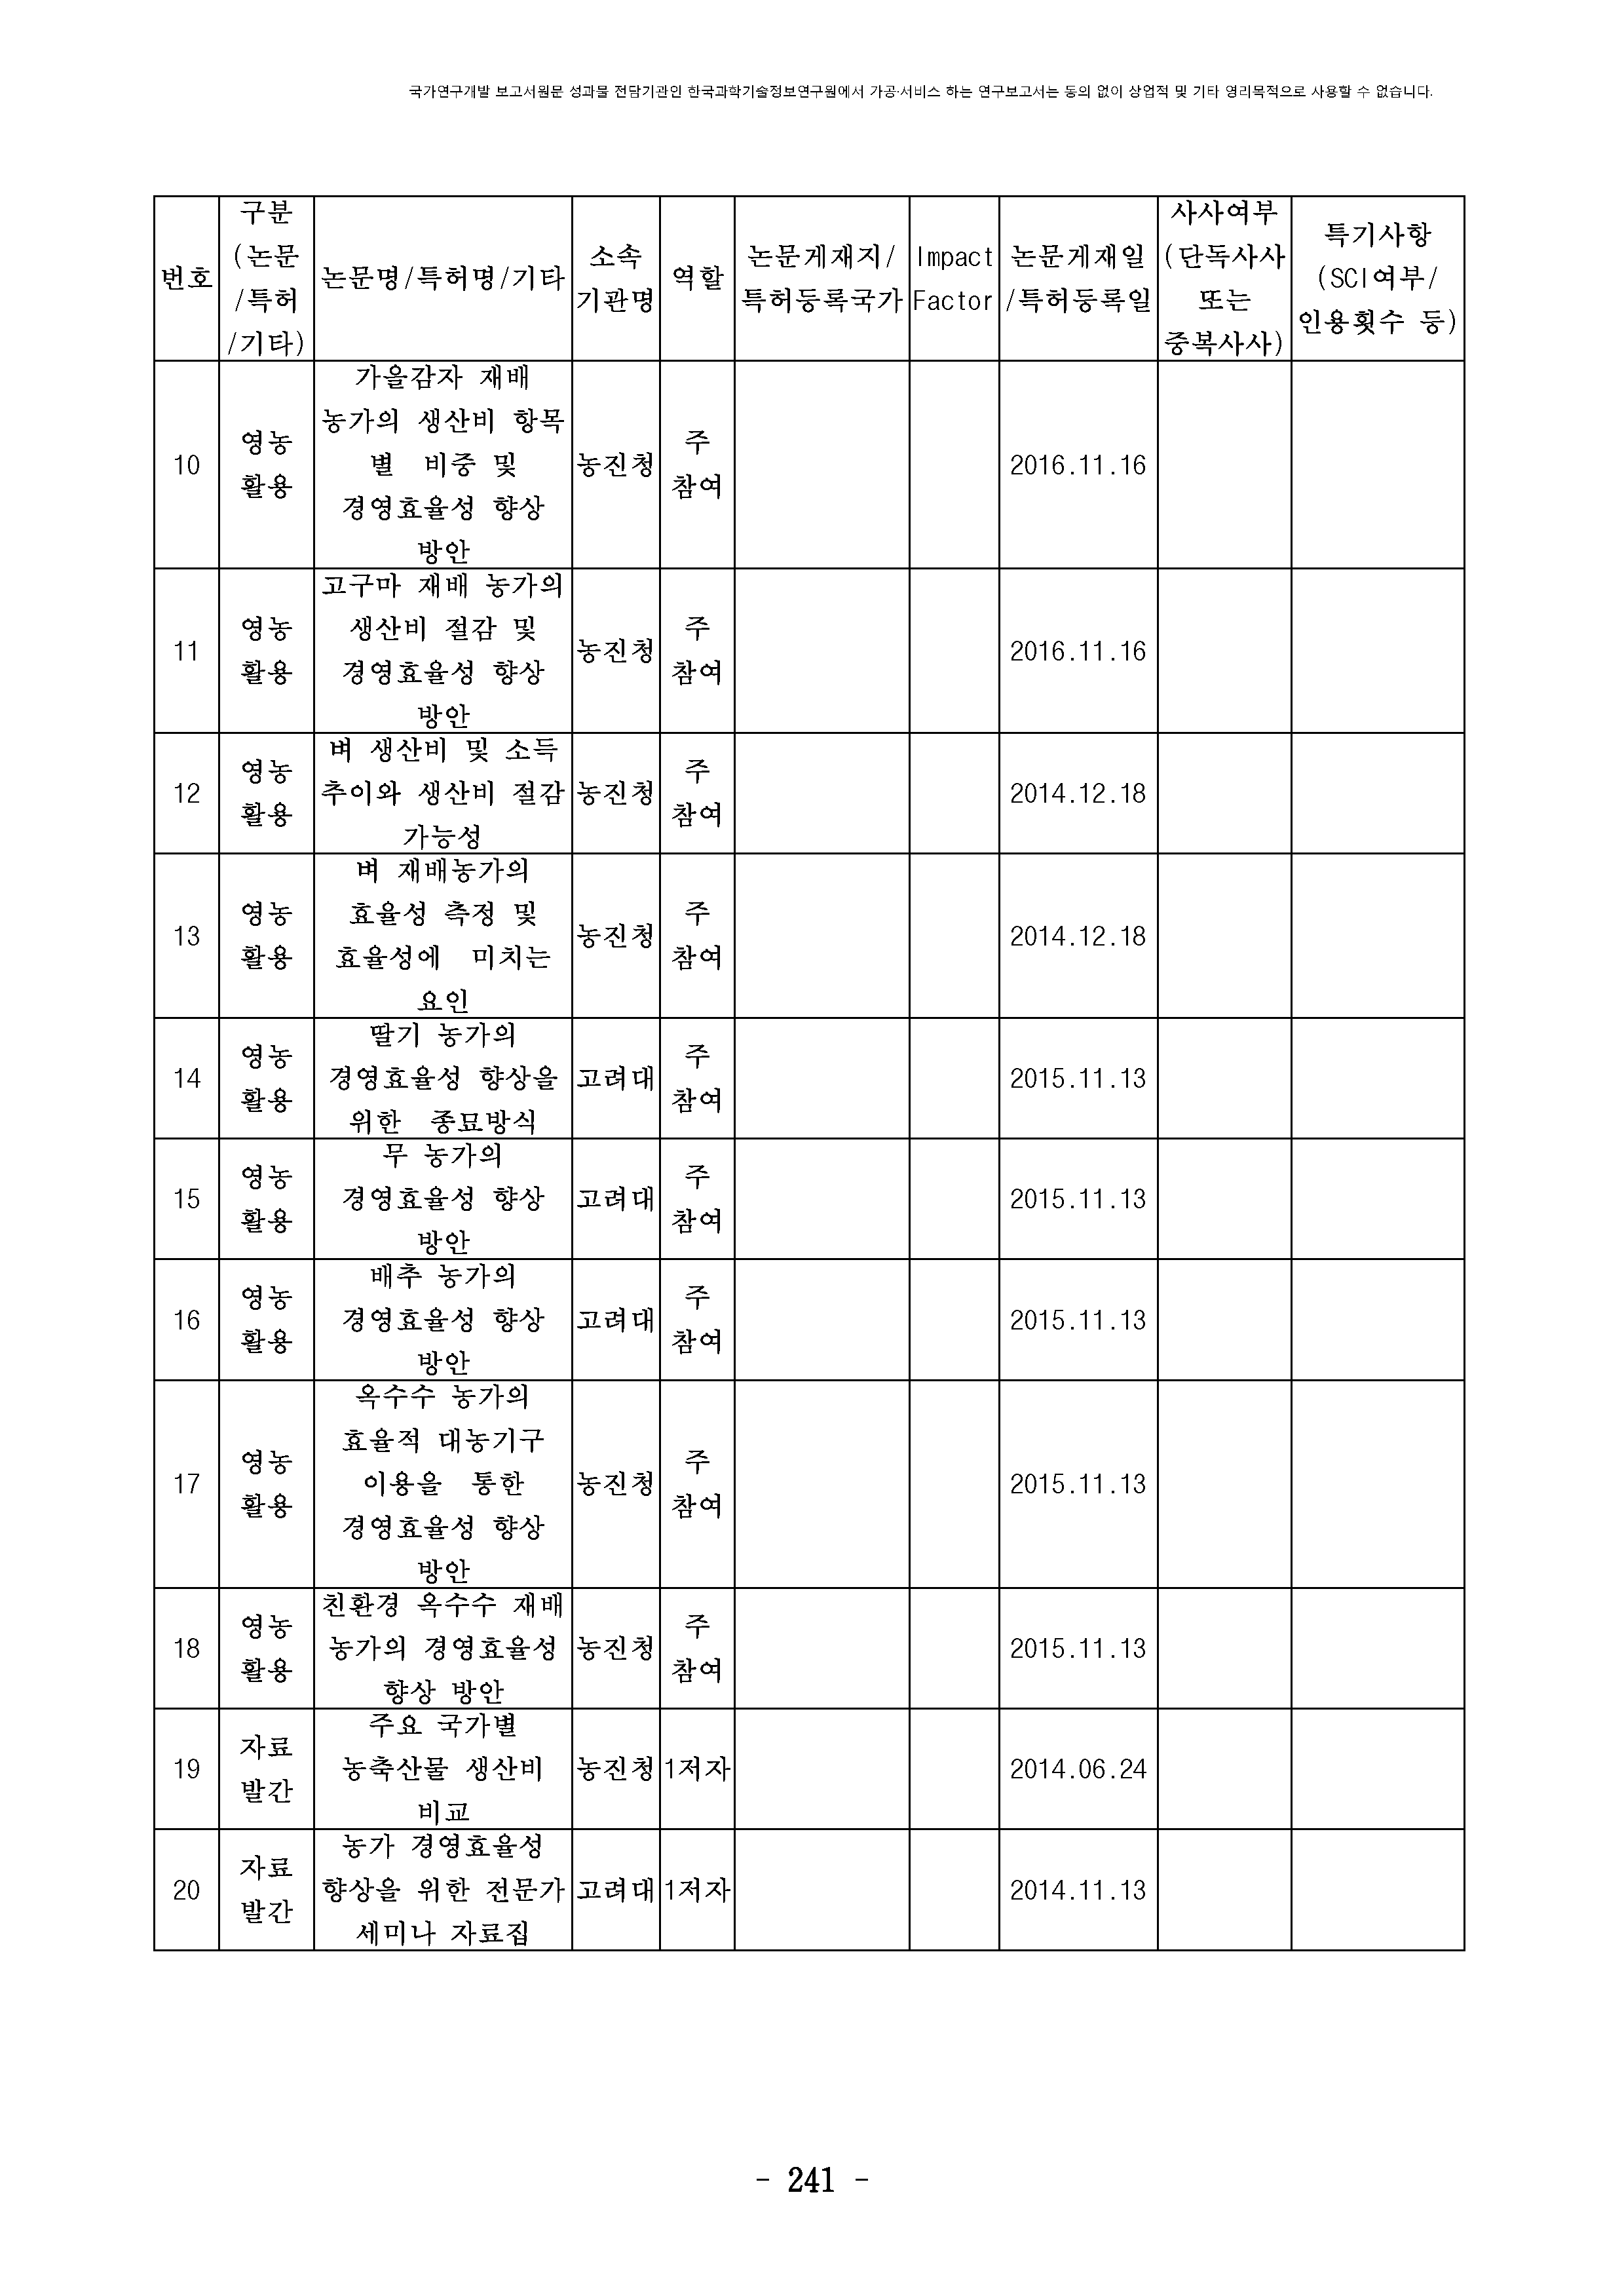 국가연구개발 보고서원문 성과물 전담기관인 한국과학기술정보연구원에서 가공·서비스 하는 연구보고서는 동의 없이 상업적 및 기타 영리목적으로 사용할 수 없습니다.
번호
구분
(논문
/특허
/기타)
논문명/특허명/기타
소속
기관명
역할
논문게재지/
특허등록국가
Impact
Factor
논문게재일
/특허등록일
사사여부
(단독사사
또는
중복사사)
특기사항
(SCI여부/
인용횟수 등)
10
영농
활용
가을감자 재배
농가의 생산비 항목
별 비중 및
경영효율성 향상
방안
농진청
주
참여
2016.11.16
11
영농
활용
고구마 재배 농가의
생산비 절감 및
경영효율성 향상
방안
농진청
주
참여
2016.11.16
12
영농
활용
벼 생산비 및 소득
추이와 생산비 절감
가능성
농진청
주
참여
2014.12.18
13
영농
활용
벼 재배농가의
효율성 측정 및
효율성에 미치는
요인
농진청
주
참여
2014.12.18
14
영농
활용
딸기 농가의
경영효율성 향상을
위한 종묘방식
고려대
주
참여
2015.11.13
15
영농
활용
무 농가의
경영효율성 향상
방안
고려대
주
참여
2015.11.13
16
영농
활용
배추 농가의
경영효율성 향상
방안
고려대
주
참여
2015.11.13
17
영농
활용
옥수수 농가의
효율적 대농기구
이용을 통한
경영효율성 향상
방안
농진청
주
참여
2015.11.13
18
영농
활용
친환경 옥수수 재배
농가의 경영효율성
향상 방안
농진청
주
참여
2015.11.13
19
자료
발간
주요 국가별
농축산물 생산비
비교
농진청
1저자
2014.06.24
20
자료
발간
농가 경영효율성
향상을 위한 전문가
세미나 자료집
고려대
1저자
2014.11.13
- 241 -